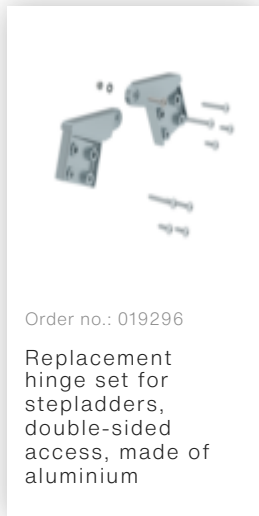 Order no.: 019296
Replacement
hinge set for
stepladders,
double-sided
access, made of
aluminium